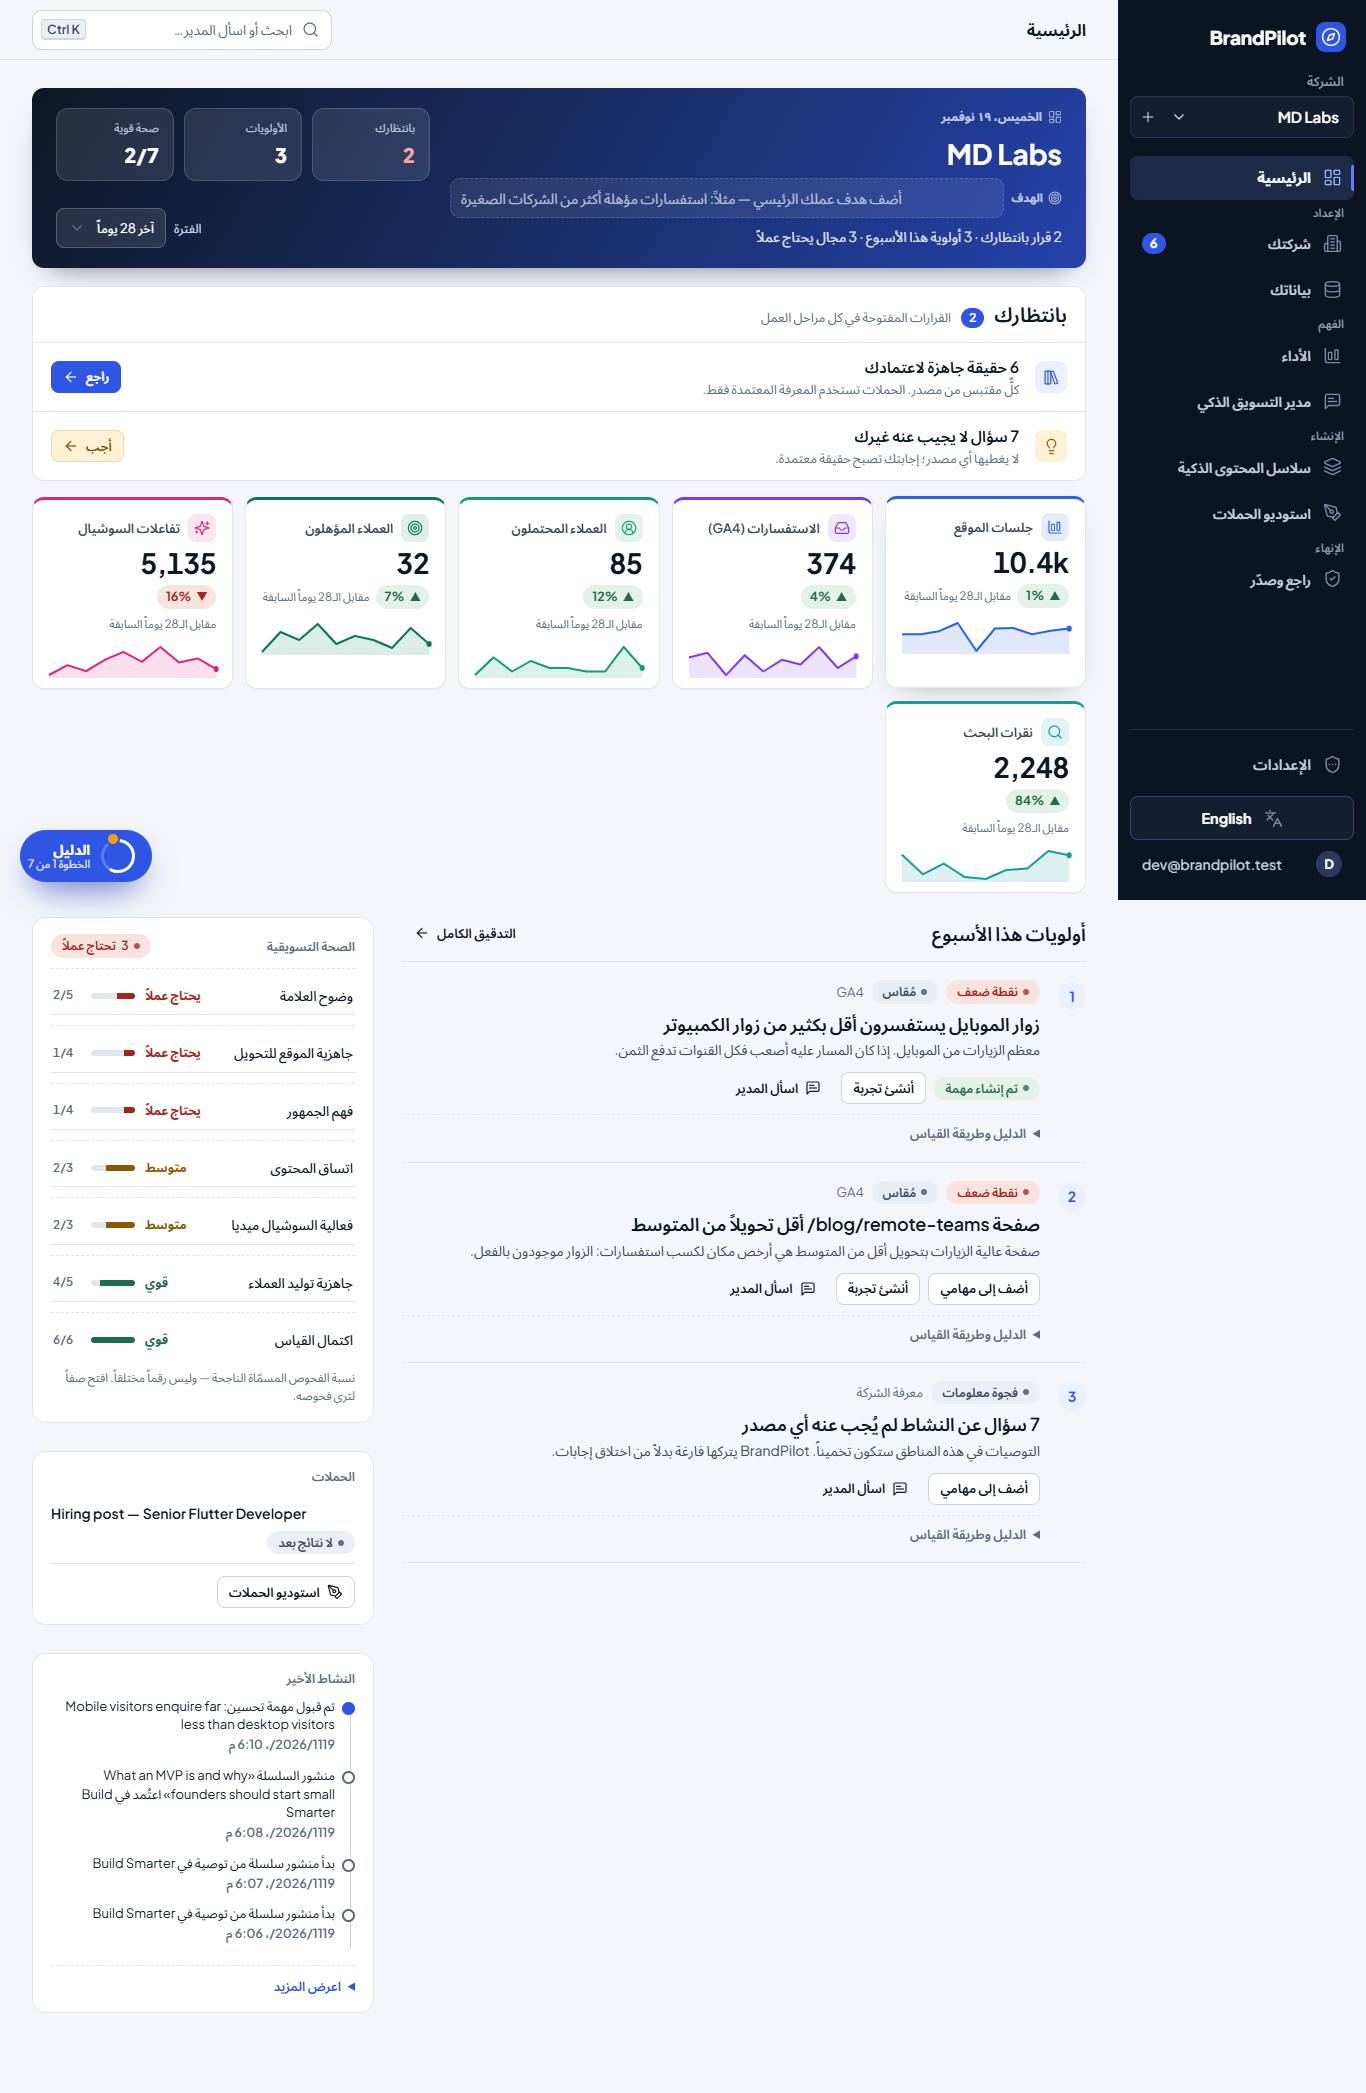 BrandPilot
الشركة
MD Labs
الرئيسية
الإعداد
شركتك
6
بياناتك
الفهم
الأداء
مدير التسويق الذكي
الإنشاء
سلاسل المحتوى الذكية
استوديو الحملات
الإنهاء
راجع وصدّر
الإعدادات
English
D
dev@brandpilot.test
الرئيسية
ابحث أو اسأل المدير...
Ctrl K
الخميس، ١٩ نوفمبر
MD Labs
الهدف
أضف هدف عملك الرئيسي — مثلاً: استفسارات مؤهلة أكثر من الشركات الصغيرة
2 قرار بانتظارك · 3 أولوية هذا الأسبوع · 3 مجال يحتاج عملاً
بانتظارك
2
الأولويات
3
صحة قوية
2/7
الفترة
آخر 28 يوماً
بانتظارك 2 القرارات المفتوحة في كل مراحل العمل
6 حقيقة جاهزة لاعتمادك
كلٌّ مقتبس من مصدر. الحملات تستخدم المعرفة المعتمدة فقط.
راجع
7 سؤال لا يجيب عنه غيرك
لا يغطيها أي مصدر؛ إجابتك تصبح حقيقة معتمدة.
أجب
جلسات الموقع
10.4k
▲ 1% مقابل الـ28 يوماً السابقة
الاستفسارات (GA4)
374
▲ 4%
مقابل الـ28 يوماً السابقة
العملاء المحتملون
85
▲ 12%
مقابل الـ28 يوماً السابقة
العملاء المؤهلون
32
▲ 7% مقابل الـ28 يوماً السابقة
تفاعلات السوشيال
5,135
▼ 16%
مقابل الـ28 يوماً السابقة
نقرات البحث
2,248
▲ 84%
مقابل الـ28 يوماً السابقة
الدليل
الخطوة 1 من 7
أولويات هذا الأسبوع
التدقيق الكامل
1
نقطة ضعف
مُقاس
GA4
زوار الموبايل يستفسرون أقل بكثير من زوار الكمبيوتر
معظم الزيارات من الموبايل. إذا كان المسار عليه أصعب فكل القنوات تدفع الثمن.
تم إنشاء مهمة
أنشئ تجربة
اسأل المدير
الدليل وطريقة القياس
2
نقطة ضعف
مُقاس
GA4
صفحة blog/remote-teams/ أقل تحويلاً من المتوسط
صفحة عالية الزيارات بتحويل أقل من المتوسط هي أرخص مكان لكسب استفسارات: الزوار موجودون بالفعل.
أضف إلى مهامي
أنشئ تجربة
اسأل المدير
الدليل وطريقة القياس
3
فجوة معلومات
معرفة الشركة
7 سؤال عن النشاط لم يُجب عنه أي مصدر
التوصيات في هذه المناطق ستكون تخميناً. BrandPilot يتركها فارغة بدلاً من اختلاق إجابات.
أضف إلى مهامي
اسأل المدير
الدليل وطريقة القياس
الصحة التسويقية
3 تحتاج عملاً
وضوح العلامة يحتاج عملاً 2/5
جاهزية الموقع للتحويل يحتاج عملاً 1/4
فهم الجمهور يحتاج عملاً 1/4
اتساق المحتوى متوسط 2/3
فعالية السوشيال ميديا متوسط 2/3
جاهزية توليد العملاء قوي 4/5
اكتمال القياس قوي 6/6
نسبة الفحوص المسمّاة الناجحة — وليس رقماً مختلقاً. افتح صفاً
لترى فحوصه.
الحملات
Hiring post — Senior Flutter Developer
لا نتائج بعد
استوديو الحملات
النشاط الأخير
تم قبول مهمة تحسين: Mobile visitors enquire far
less than desktop visitors
1119/2026/، 6:10 م
منشور السلسلة «What an MVP is and why
founders should start small» اعتُمد في Build
Smarter
1119/2026/، 6:08 م
بدأ منشور سلسلة من توصية في Build Smarter
1119/2026/، 6:07 م
بدأ منشور سلسلة من توصية في Build Smarter
1119/2026/، 6:06 م
اعرض المزيد